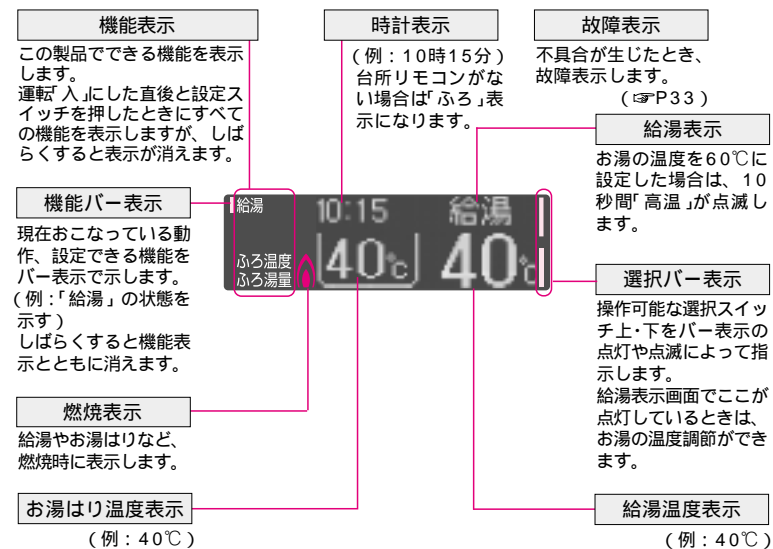 機能表示
この製品でできる機能を表示
します。
運転「入」にした直後と設定ス
イッチを押したときにすべて
の機能を表示しますが、しば
らくすると表示が消えます。
時計表示
(例：10時15分)
台所リモコンがな
い場合は「ふろ」表
示になります。
故障表示
不具合が生じたとき、
故障表示します。
(☞P33)
給湯表示
お湯の温度を60℃に
設定した場合は、10
秒間「高温」が点滅し
ます。
機能バー表示
現在おこなっている動
作、設定できる機能を
バー表示で示します。
(例：「給湯」の状態を
示す)
しばらくすると機能表
示とともに消えます。
給湯
10:15
給湯
ふろ温度
ふろ湯量
40℃
40℃
選択バー表示
操作可能な選択スイッ
チ上・下をバー表示の
点灯や点滅によって指
示します。
給湯表示画面でここが
点灯しているときは、
お湯の温度調節ができ
ます。
燃焼表示
給湯やお湯はりなど、
燃焼時に表示します。
お湯はり温度表示
(例：40℃)
給湯温度表示
(例：40℃)